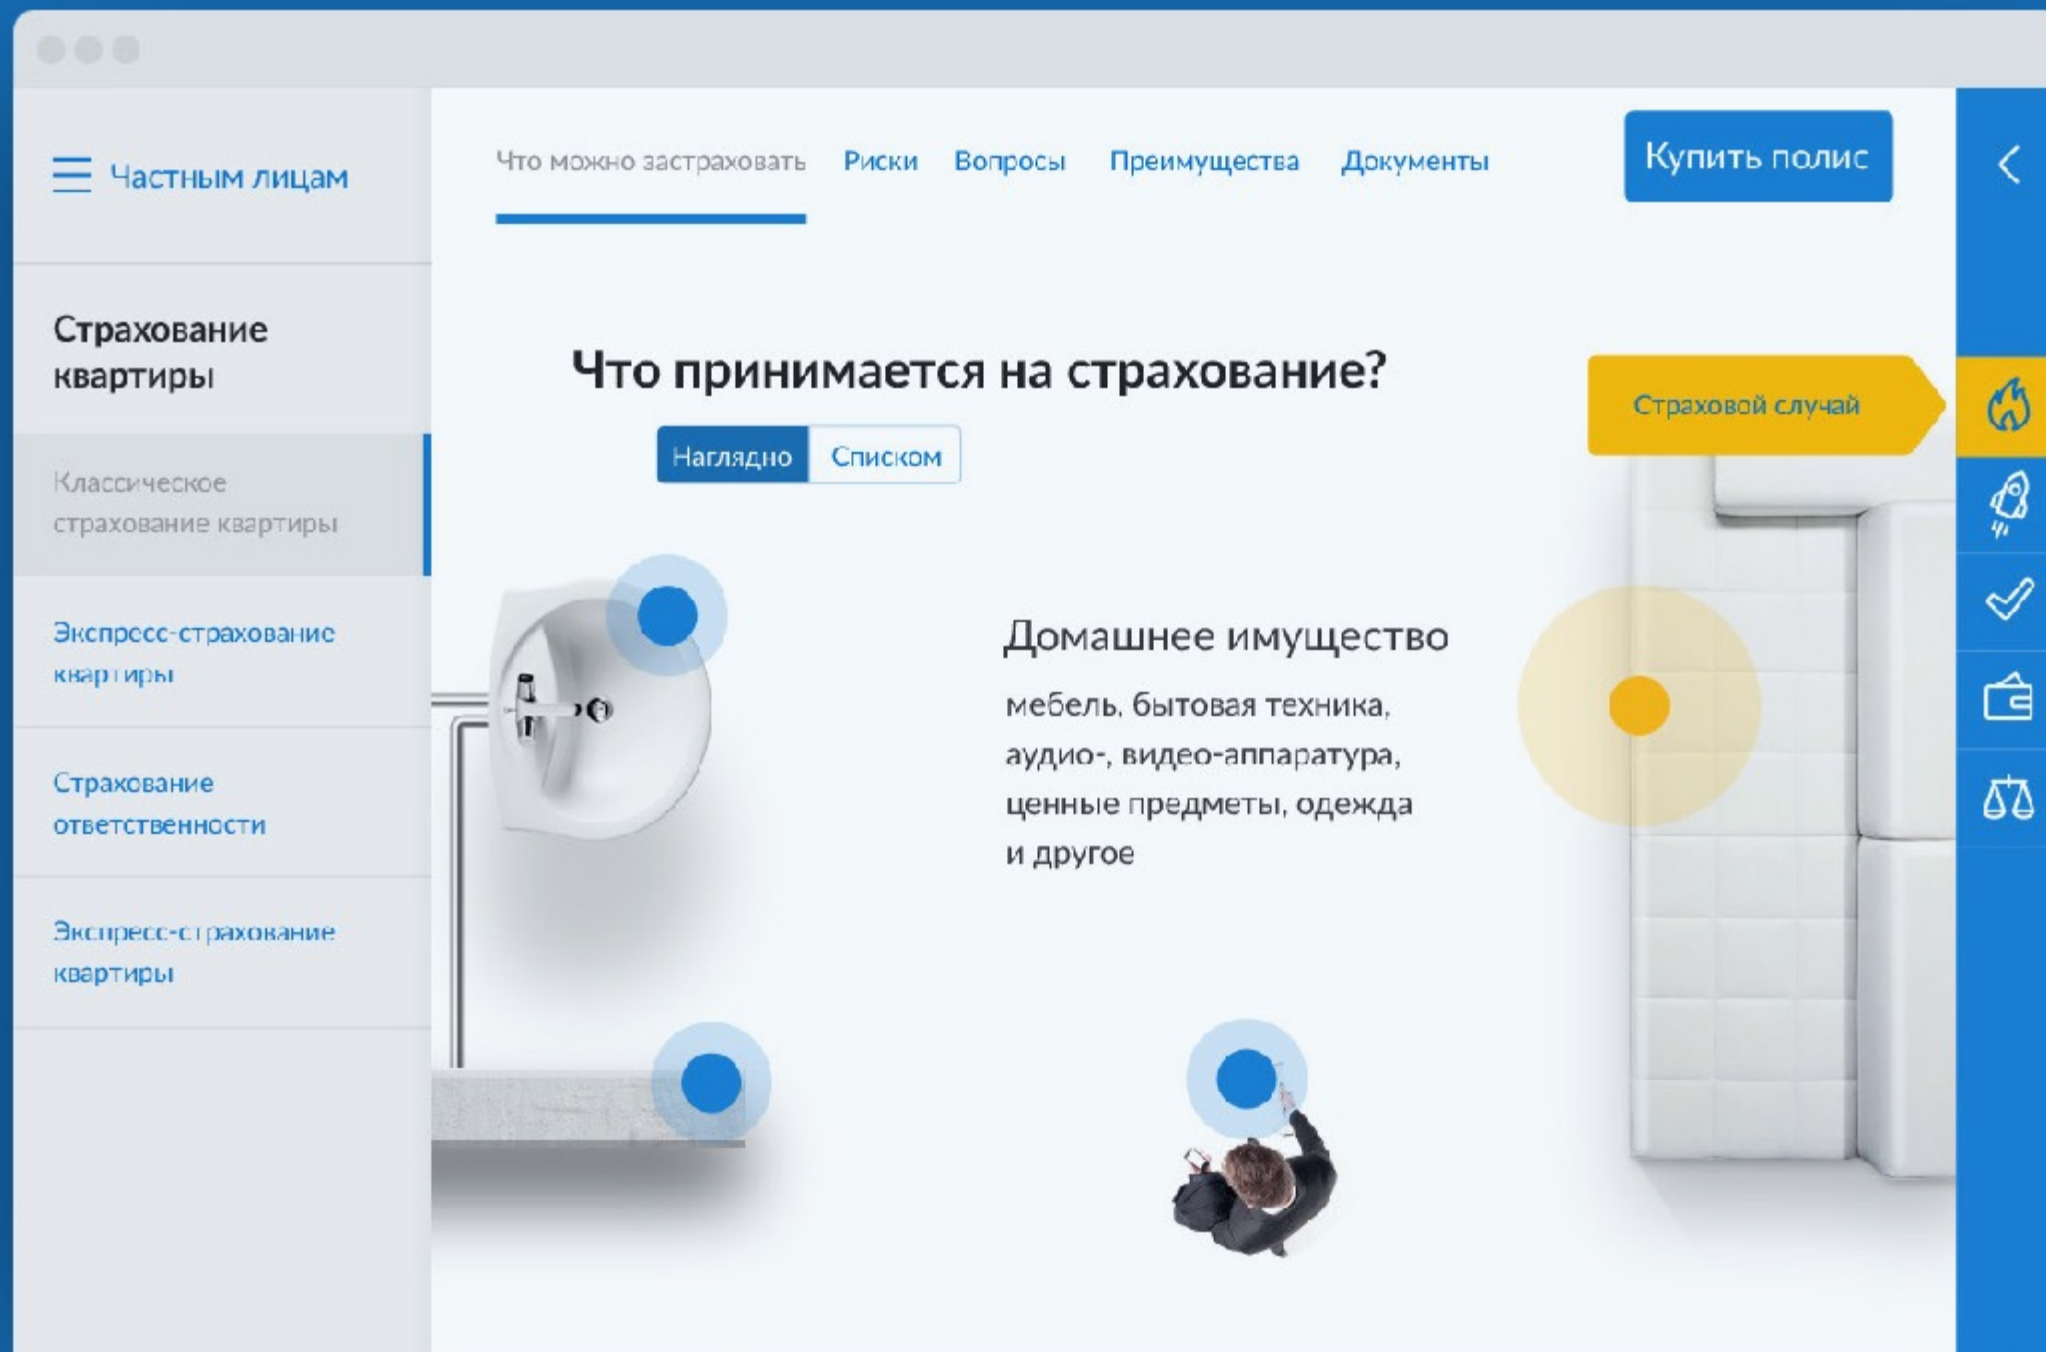 Частным лицам
Что можно застраховать
Риски
Вопросы
Преимущества
Документы
Купить полис
Страхование
квартиры
Классическое
страхование квартиры
Экспресс-страхование
квартиры
Страхование
ответственности
Экспресс-страхование
квартиры
Что принимается на страхование?
Наглядно
Списком
Страховой случай
Домашнее имущество
мебель, бытовая техника,
аудио-, видео-аппаратура,
ценные предметы, одежда
и другое